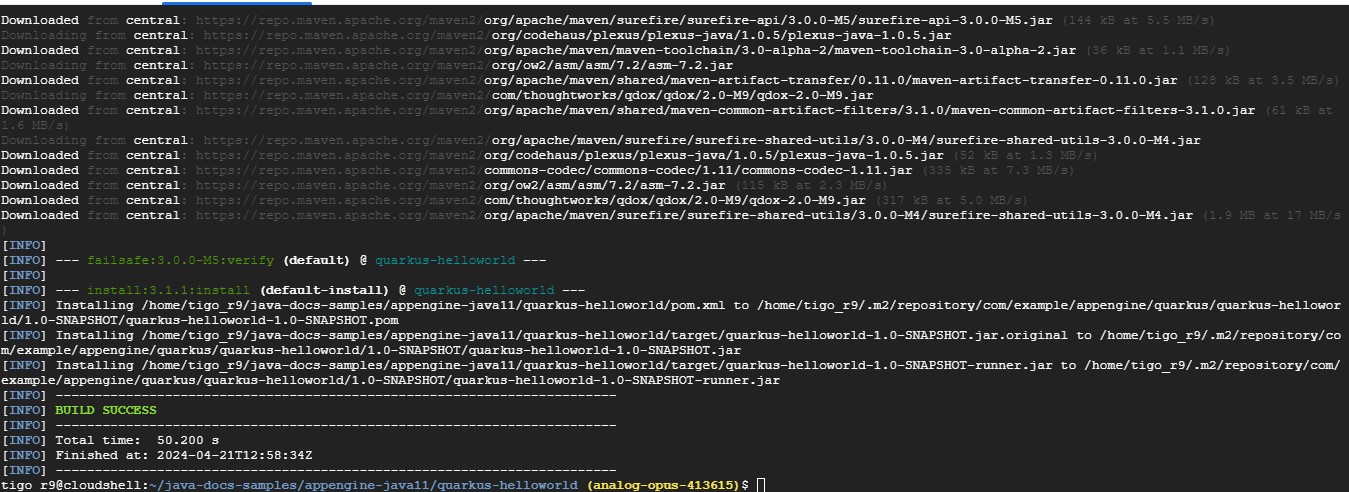 Downloaded from central: https://repo.maven.apache.org/maven2/org/apache/maven/surefire/surefire-api/3.0.0-M5/surefire-api-3.0.0-M5.jar (144 kB at 5.5 MB/s)
Downloading from central: https://repo.maven.apache.org/maven2/org/codehaus/plexus/plexus-java/1.0.5/plexus-java-1.0.5.jar
Downloaded from central: https://repo.maven.apache.org/maven2/org/apache/maven/maven-toolchain/3.0-alpha-2/maven-toolchain-3.0-alpha-2.jar (36 kB at 1.1 MB/s)
Downloading from central: https://repo.maven.apache.org/maven2/org/ow2/asm/asm/7.2/asm-7.2.jar
Downloaded from central: https://repo.maven.apache.org/maven2/org/apache/maven/shared/maven-artifact-transfer/0.11.0/maven-artifact-transfer-0.11.0.jar (128 kB at 3.5 MB/s)
Downloading from central: https://repo.maven.apache.org/maven2/com/thoughtworks/qdox/qdox/2.0-M9/qdox-2.0-M9.jar
Downloaded from central: https://repo.maven.apache.org/maven2/org/apache/maven/shared/maven-common-artifact-filters/3.1.0/maven-common-artifact-filters-3.1.0.jar (61 kB at
1.6 MB/s)
Downloading from central: https://repo.maven.apache.org/maven2/org/apache/maven/surefire/surefire-shared-utils/3.0.0-M4/surefire-shared-utils-3.0.0-M4.jar
Downloaded from central: https://repo.maven.apache.org/maven2/org/codehaus/plexus/plexus-java/1.0.5/plexus-java-1.0.5.jar (52 kB at 1.3 MB/s)
Downloaded from central: https://repo.maven.apache.org/maven2/commons-codec/commons-codec/1.11/commons-codec-1.11.jar (335 kB at 7.3 MB/s)
Downloaded from central: https://repo.maven.apache.org/maven2/org/ow2/asm/asm/7.2/asm-7.2.jar (115 kB at 2.3 MB/s)
Downloaded from central: https://repo.maven.apache.org/maven2/com/thoughtworks/qdox/qdox/2.0-M9/qdox-2.0-M9.jar (317 kB at 5.0 MB/s)
Downloaded from central: https://repo.maven.apache.org/maven2/org/apache/maven/surefire/surefire-shared-utils/3.0.0-M4/surefire-shared-utils-3.0.0-M4.jar (1.9 MB at 17 MB/s
)
[INFO]
[INFO] --- failsafe:3.0.0-M5:verify (default) @ quarkus-helloworld ---
[INFO]
[INFO] --- install:3.1.1:install (default-install) @ quarkus-helloworld ---
[INFO] Installing /home/tigo_r9/java-docs-samples/appengine-java11/quarkus-helloworld/pom.xml to /home/tigo_r9/.m2/repository/com/example/appengine/quarkus/quarkus-hellowor
ld/1.0-SNAPSHOT/quarkus-helloworld-1.0-SNAPSHOT.pom
[INFO] Installing /home/tigo_r9/java-docs-samples/appengine-java11/quarkus-helloworld/target/quarkus-helloworld-1.0-SNAPSHOT.jar.original to /home/tigo_r9/.m2/repository/co
m/example/appengine/quarkus/quarkus-helloworld/1.0-SNAPSHOT/quarkus-helloworld-1.0-SNAPSHOT.jar
[INFO] Installing /home/tigo_r9/java-docs-samples/appengine-java11/quarkus-helloworld/target/quarkus-helloworld-1.0-SNAPSHOT-runner.jar to /home/tigo_r9/.m2/repository/com/
example/appengine/quarkus/quarkus-helloworld/1.0-SNAPSHOT/quarkus-helloworld-1.0-SNAPSHOT-runner.jar
[INFO] ------------------------------------------------------------------------
[INFO] BUILD SUCCESS
[INFO] ------------------------------------------------------------------------
[INFO] Total time:  50.200 s
[INFO] Finished at: 2024-04-21T12:58:34Z
[INFO] ------------------------------------------------------------------------
tigo_r9@cloudshell:~/java-docs-samples/appengine-java11/quarkus-helloworld (analog-opus-413615)$